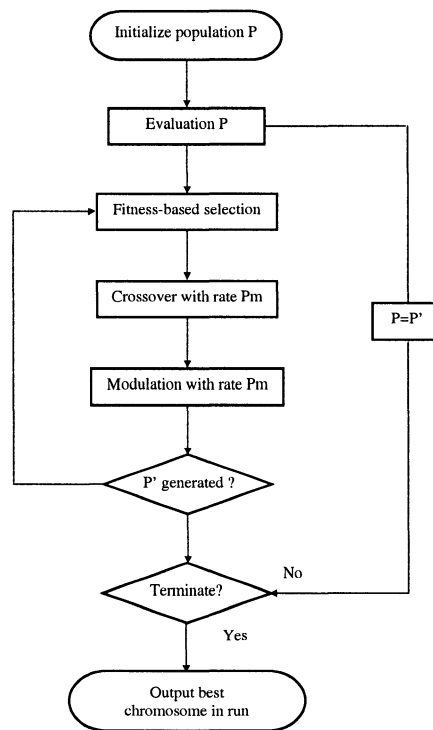 Initialize population P
Evaluation P
Fitness-based selection
Crossover with rate Pm
P=P'
Modulation with rate Pm
P' generated ?
No
Terminate?
Yes
Output best
chromosome in run